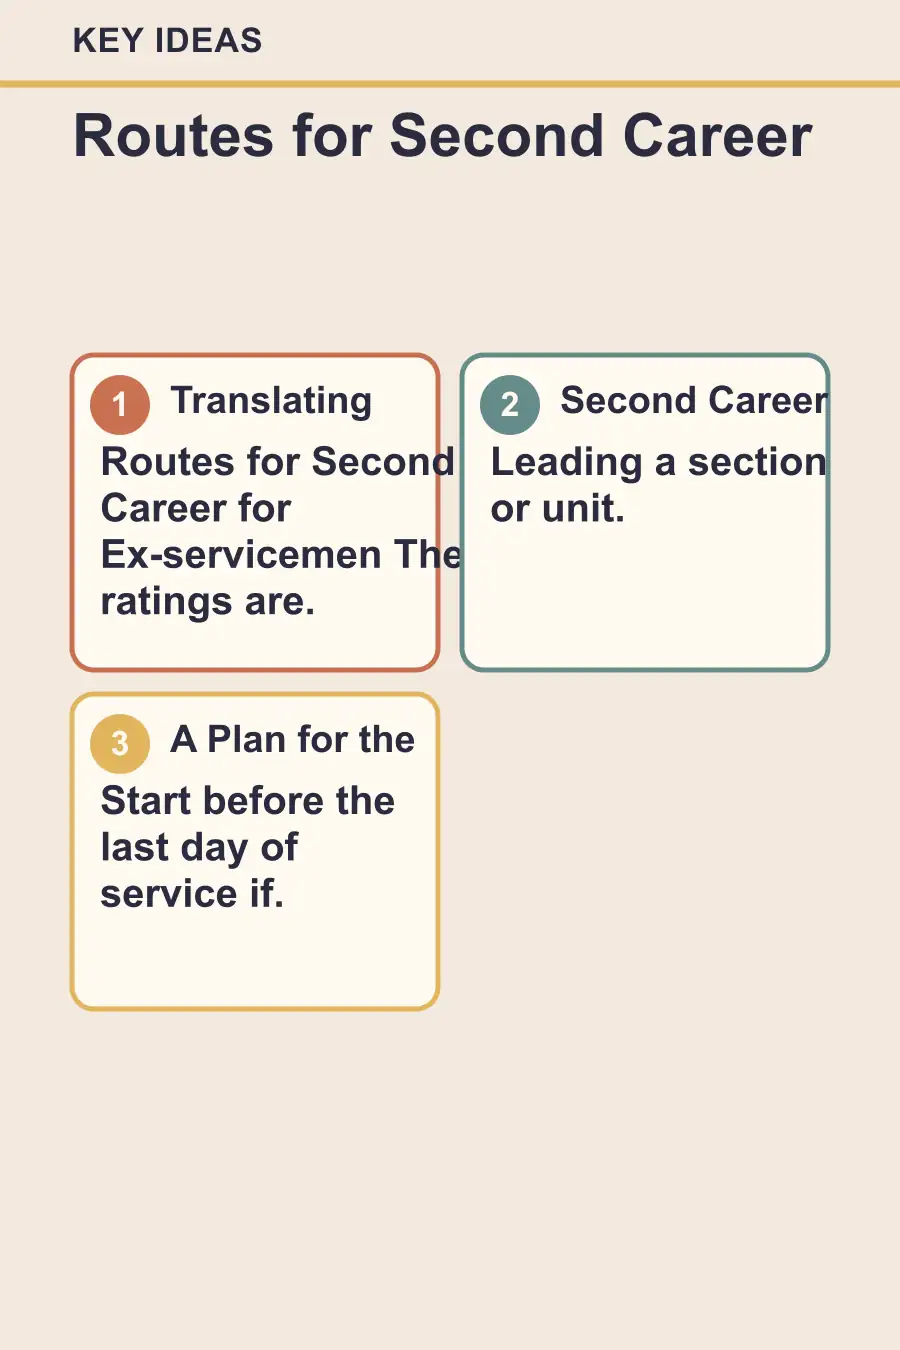 KEY IDEAS
Routes for Second Career
1 Translating
Routes for Second
Career for
Ex-servicemen The
ratings are.
2 Second Career
Leading a section
or unit.
3 A Plan for the
Start before the
last day of
service if.